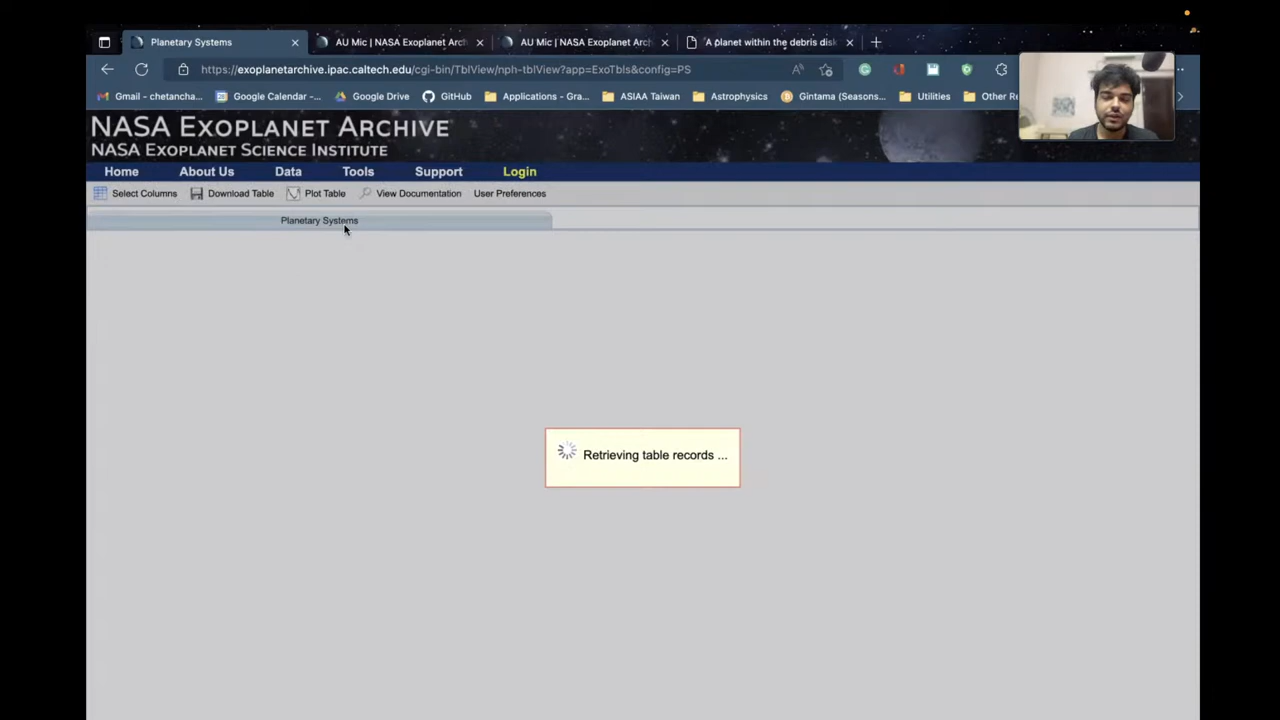 Planetary Systems
AU Mic | NASA Exoplanet Arch
AU Mic | NASA Exoplanet Arch
"A planet within the debris disk
https://exoplanetarchive.ipac.caltech.edu/cgi-bin/TblView/nph-tblView?app=ExoTbls&config=PS
Gmail - chetancha...
Google Calendar -...
Google Drive
GitHub
Applications - Gra...
ASIAA Taiwan
Astrophysics
Gintama (Seasons...
Utilities
Other Re
NASA EXOPLANET ARCHIVE
NASA EXOPLANET SCIENCE INSTITUTE
Home
About Us
Data
Tools
Support
Login
Select Columns
Download Table
Plot Table
View Documentation
User Preferences
Planetary Systems
Retrieving table records ...